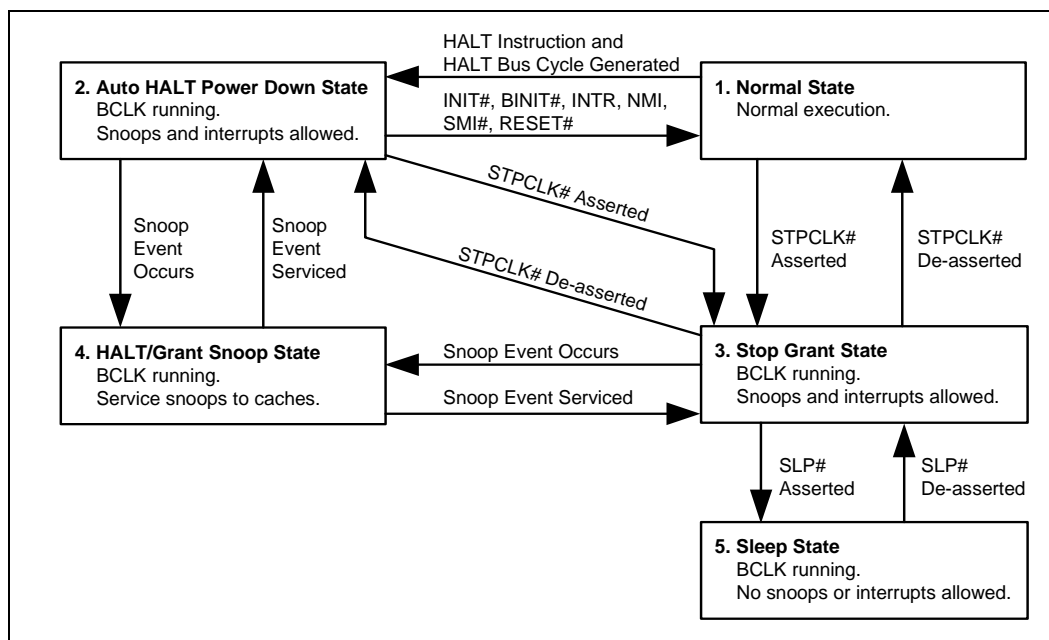 HALT Instruction and
HALT Bus Cycle Generated
2. Auto HALT Power Down State
BCLK running.
Snoops and interrupts allowed.
INIT#, BINIT#, INTR, NMI,
SMI#, RESET#
1. Normal State
Normal execution.
STPCLK# Asserted
STPCLK# De-asserted
Snoop
Event
Occurs
Snoop
Event
Serviced
STPCLK#
Asserted
STPCLK#
De-asserted
4. HALT/Grant Snoop State
BCLK running.
Service snoops to caches.
Snoop Event Occurs
Snoop Event Serviced
3. Stop Grant State
BCLK running.
Snoops and interrupts allowed.
SLP#
Asserted
SLP#
De-asserted
5. Sleep State
BCLK running.
No snoops or interrupts allowed.